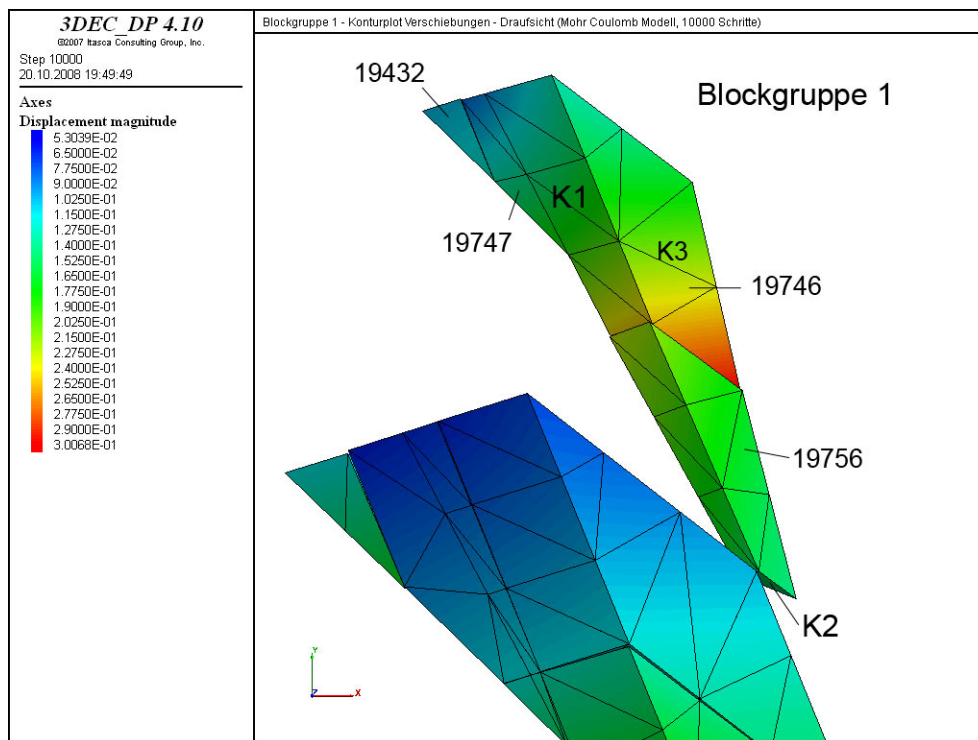 3DEC_DP 4.10
©2007 Itasca Consulting Group, Inc.
Step 10000
20.10.2008 19:49:49
Axes
Displacement magnitude
5.3039E-02
6.5000E-02
7.7500E-02
9.0000E-02
1.0250E-01
1.1500E-01
1.2750E-01
1.4000E-01
1.5250E-01
1.6500E-01
1.7750E-01
1.9000E-01
2.0250E-01
2.1500E-01
2.2750E-01
2.4000E-01
2.5250E-01
2.6500E-01
2.7750E-01
2.9000E-01
3.0068E-01
Blockgruppe 1 - Konturplot Verschiebungen - Draufsicht (Mohr Coulomb Modell, 10000 Schritte)
19432
Blockgruppe 1
K1
19747
K3
19746
19756
K2
Y
Z
X